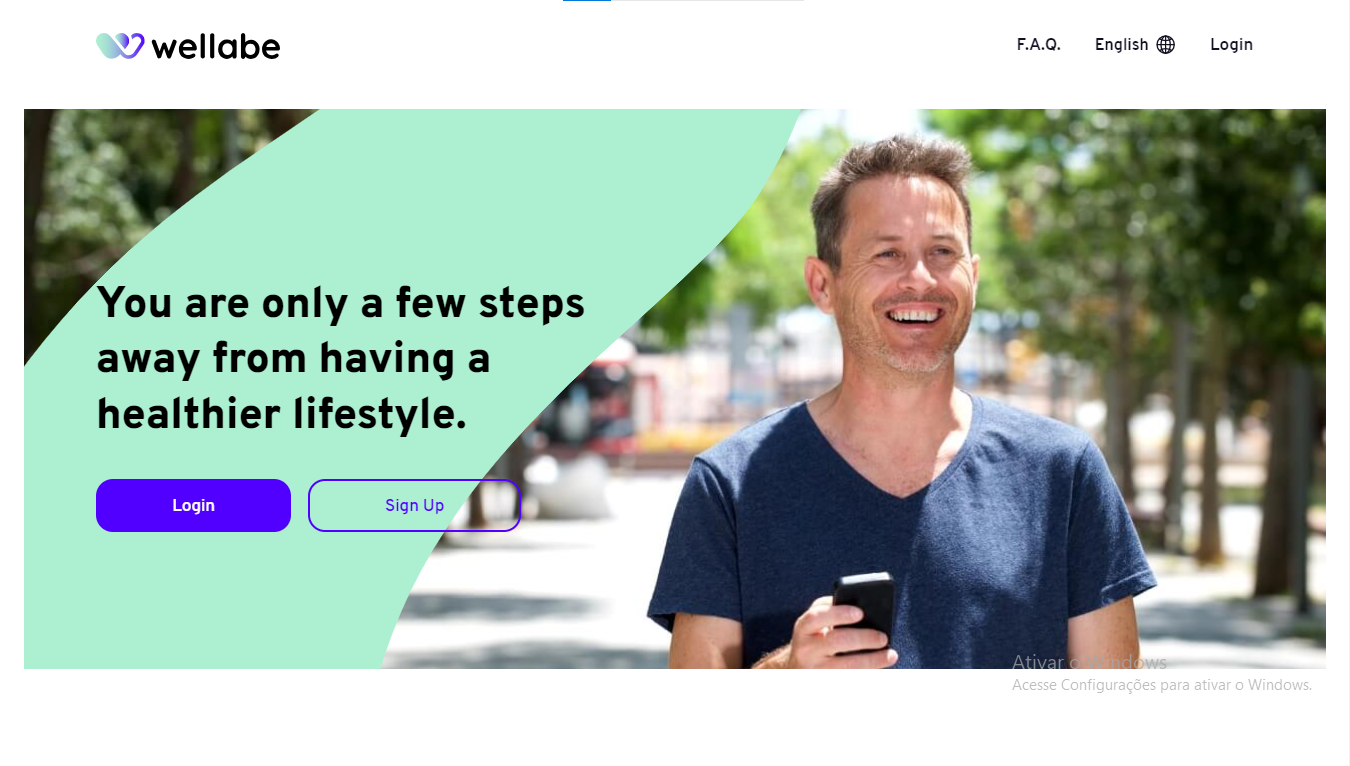 wellabe
F.A.Q.
English
Login
You are only a few steps
away from having a
healthier lifestyle.
Login
Sign Up
Ativar o Windows
Acesse Configurações para ativar o Windows.